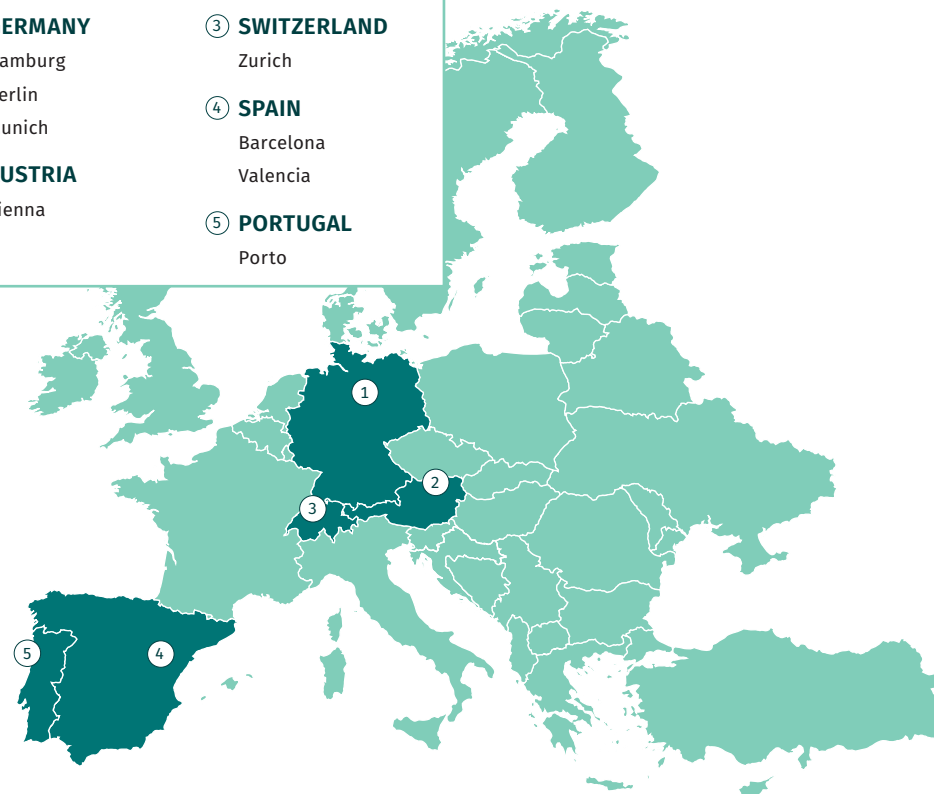 ERMANY
amburg
erlin
unich
USTRIA
ienna
3 SWITZERLAND
Zurich
4 SPAIN
Barcelona
Valencia
5 PORTUGAL
Porto
1
2
3
4
5